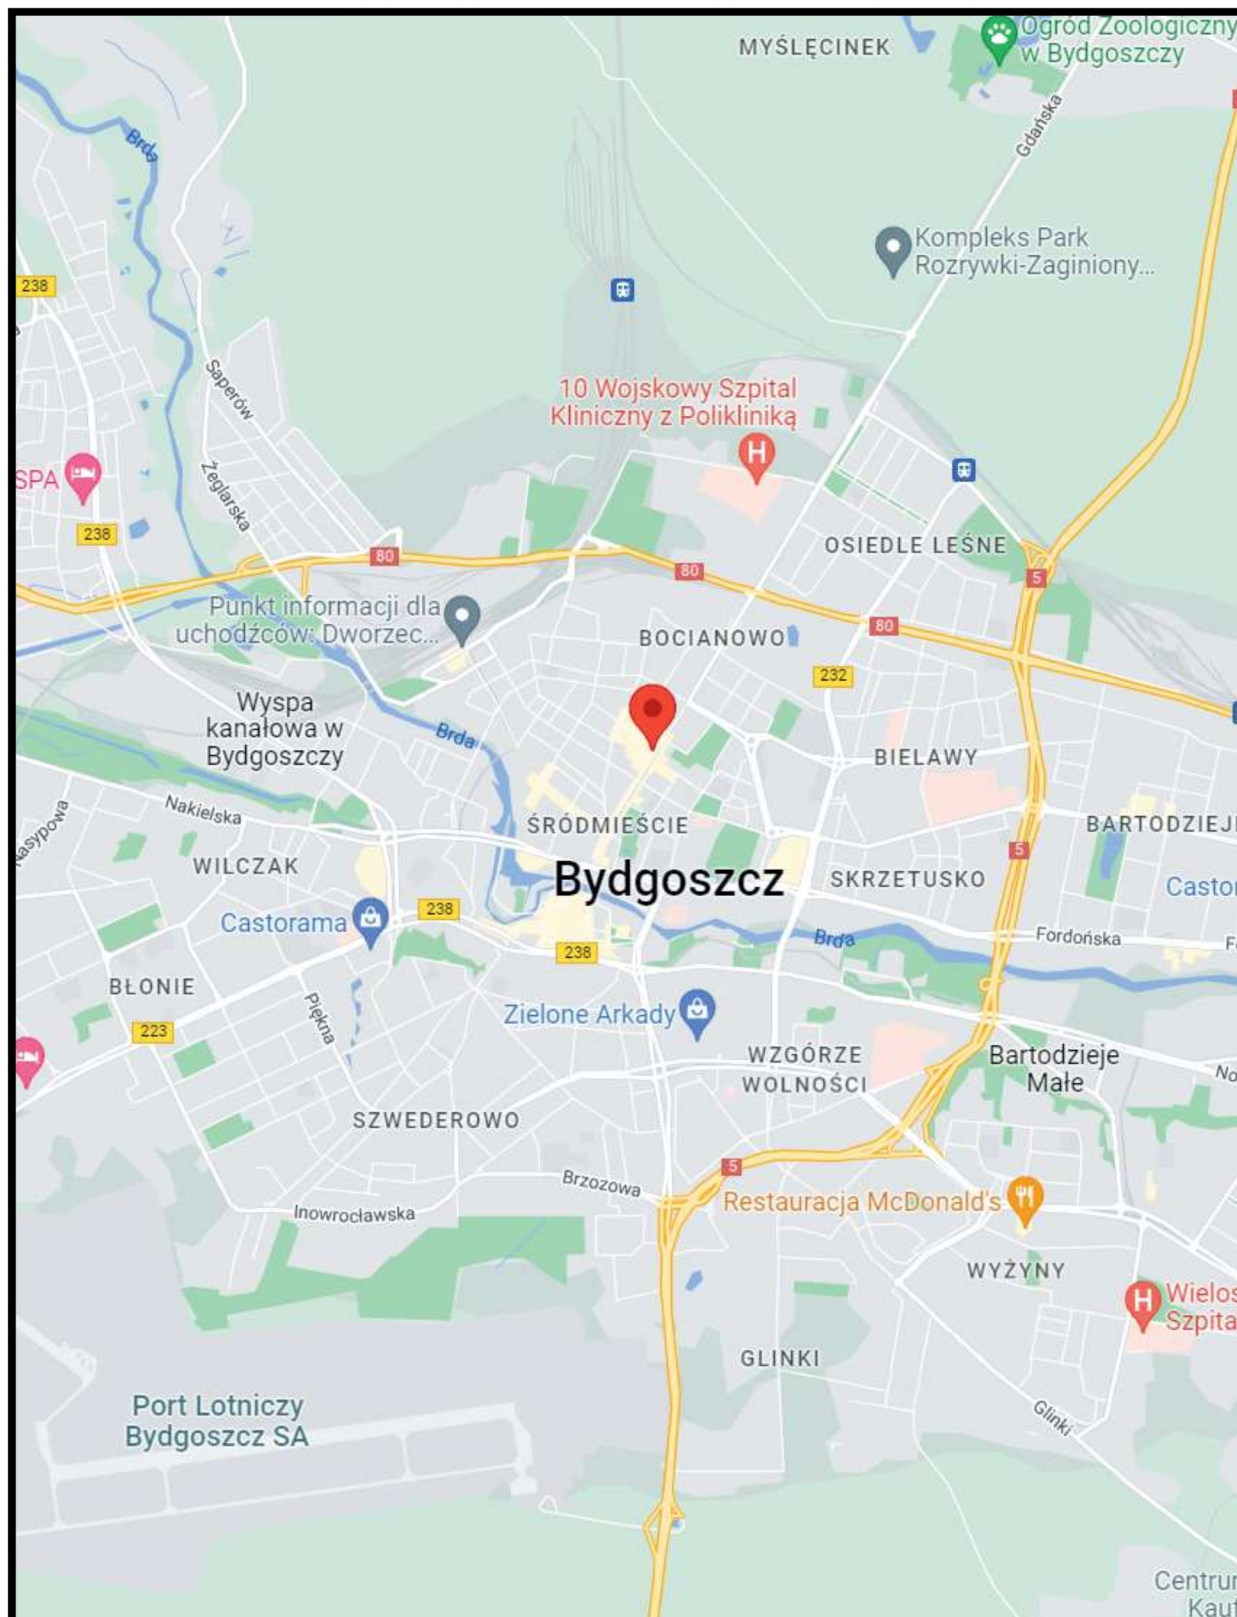 MYŚLĘCINEK
Ogród Zoologiczny
w Bydgoszczy
Gdańska
Brda
Kompleks Park
Rozrywki-Zaginiony...
238
Saperów
10 Wojskowy Szpital
Kliniczny z Polikliniką
H
SPA
Żeglarska
238
OSIEDLE LEŚNE
80
80
5
Punkt informacji dla
uchodźców: Dworzec...
80
BOCIANOWO
232
Wyspa
kanałowa w
Bydgoszczy
Brda
BIELAWY
Nakielska
Nasypowa
ŚRÓDMIEŚCIE
BARTODZIEJE
5
WILCZAK
Bydgoszcz
SKRZETUSKO
Castor
238
Castorama
Brda
Fordońska
238
BŁONIE
Piękna
Zielone Arkady
223
WZGÓRZE
WOLNOŚCI
Bartodzieje
Małe
No
SZWEDEROWO
5
Brzozowa
Restauracja McDonald's
Inowrocławska
WYŻYNY
H
Wielos
Szpita
GLINKI
Port Lotniczy
Bydgoszcz SA
Glinki
Centrum
Kauf